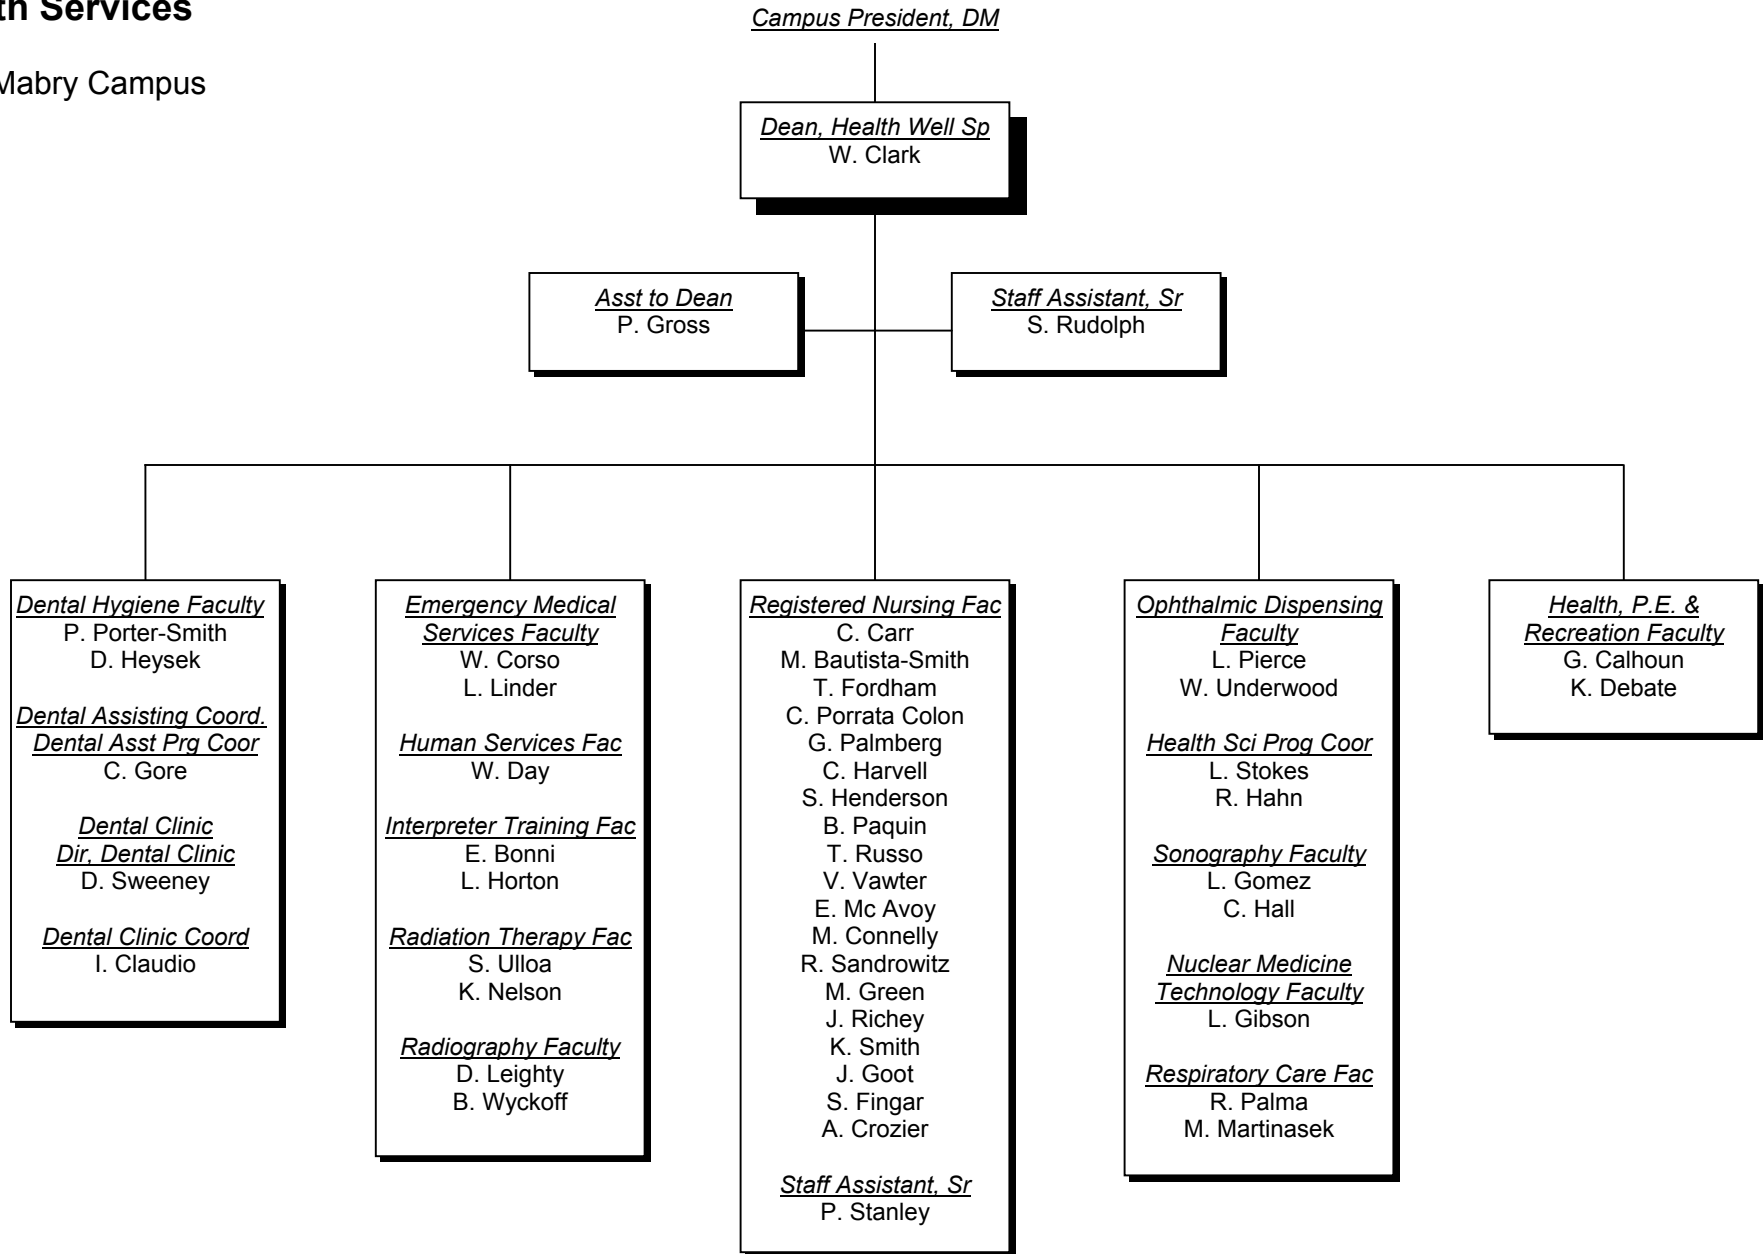 th Services
Mabry Campus
Campus President, DM
Dean, Health Well Sp
W. Clark
Asst to Dean
P. Gross
Staff Assistant, Sr
S. Rudolph
Dental Hygiene Faculty
P. Porter-Smith
D. Heysek
Dental Assisting Coord.
Dental Asst Prg Coor
C. Gore
Dental Clinic
Dir, Dental Clinic
D. Sweeney
Dental Clinic Coord
I. Claudio
Emergency Medical
Services Faculty
W. Corso
L. Linder
Human Services Fac
W. Day
Interpreter Training Fac
E. Bonni
L. Horton
Radiation Therapy Fac
S. Ulloa
K. Nelson
Radiography Faculty
D. Leighty
B. Wyckoff
Registered Nursing Fac
C. Carr
M. Bautista-Smith
T. Fordham
C. Porrata Colon
G. Palmberg
C. Harvell
S. Henderson
B. Paquin
T. Russo
V. Vawter
E. Mc Avoy
M. Connelly
R. Sandrowitz
M. Green
J. Richey
K. Smith
J. Goot
S. Fingar
A. Crozier
Staff Assistant, Sr
P. Stanley
Ophthalmic Dispensing
Faculty
L. Pierce
W. Underwood
Health Sci Prog Coor
L. Stokes
R. Hahn
Sonography Faculty
L. Gomez
C. Hall
Nuclear Medicine
Technology Faculty
L. Gibson
Respiratory Care Fac
R. Palma
M. Martinasek
Health, P.E. &
Recreation Faculty
G. Calhoun
K. Debate